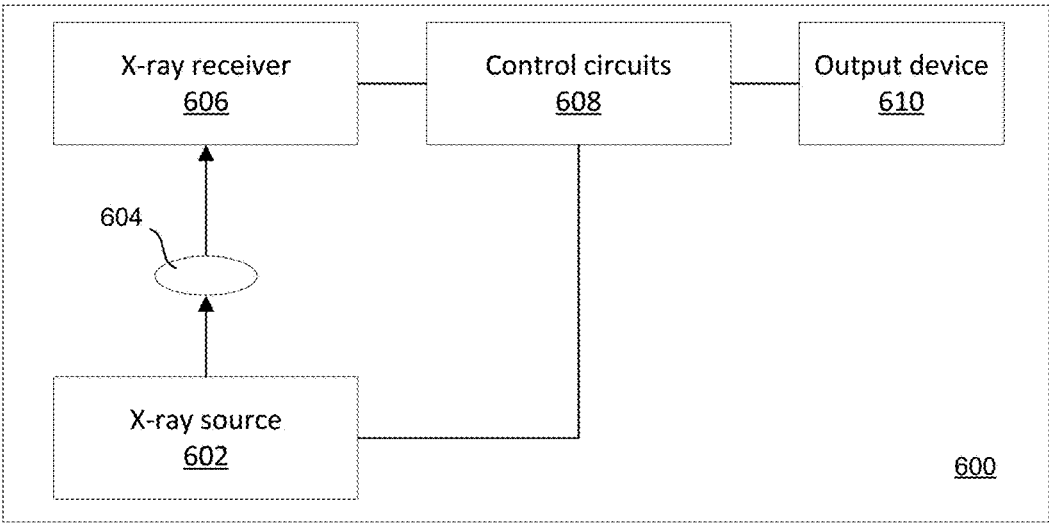 X-ray receiver
606
Control circuits
608
Output device
610
604
X-ray source
602
600